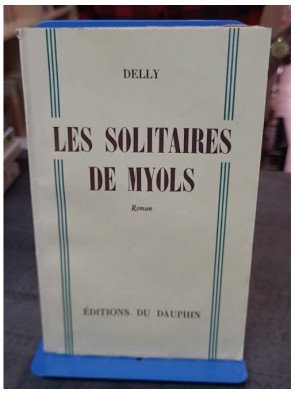 DELLY
LES SOLITAIRES
DE MYOLS
Roman
ÉDITIONS DU DAUPHIN